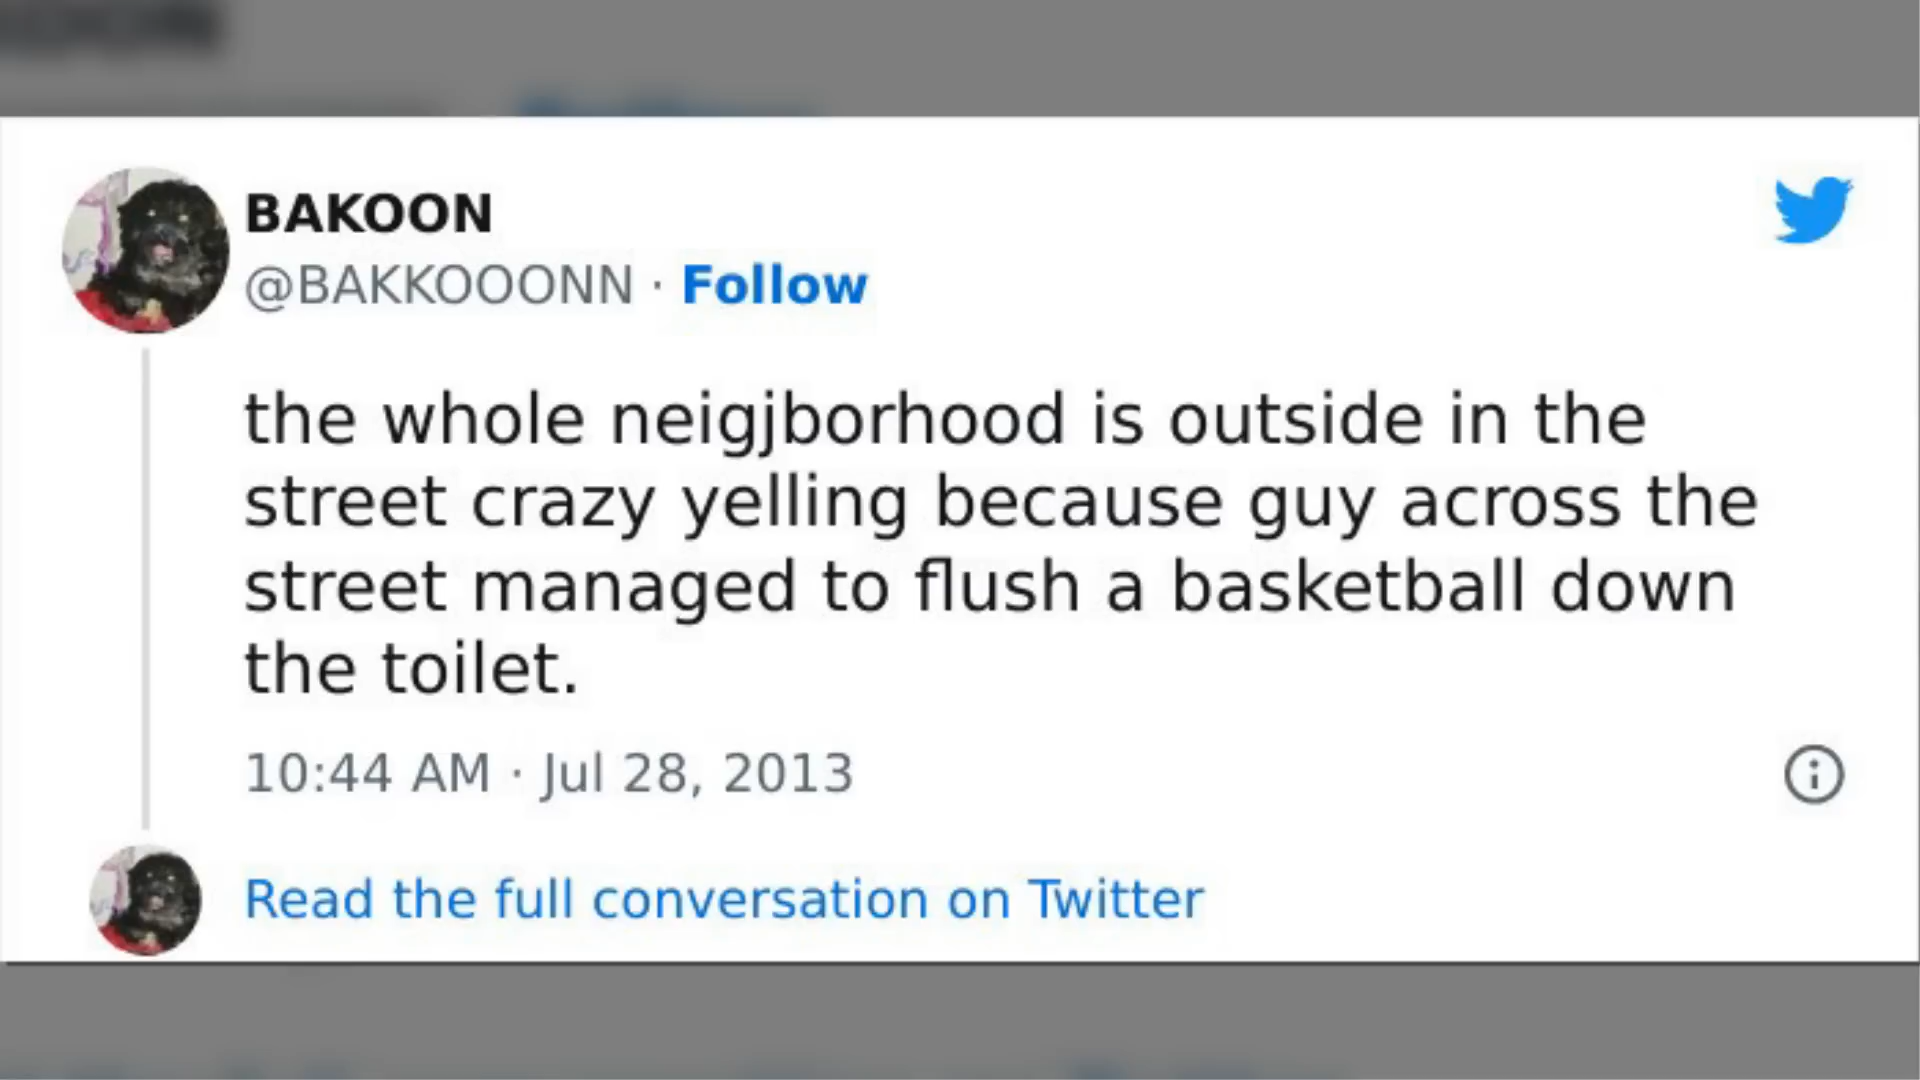 BAKOON
@BAKKOOONN · Follow
the whole neigjborhood is outside in the
street crazy yelling because guy across the
street managed to flush a basketball down
the toilet.
10:44 AM · Jul 28, 2013
Read the full conversation on Twitter